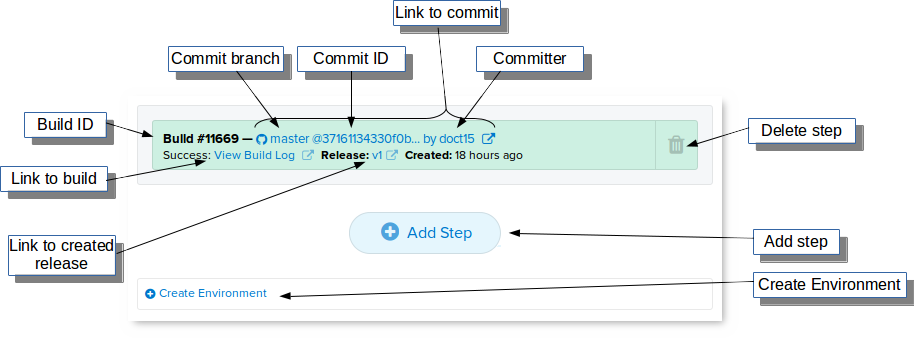 Link to commit
Commit branch
Commit ID
Committer
Build ID
Build #11669 — master @37161134330f0b... by doct15
Delete step
Success: View Build Log Release: v1 Created: 18 hours ago
Link to build
Link to created
release
Add Step
Add step
Create Environment
Create Environment